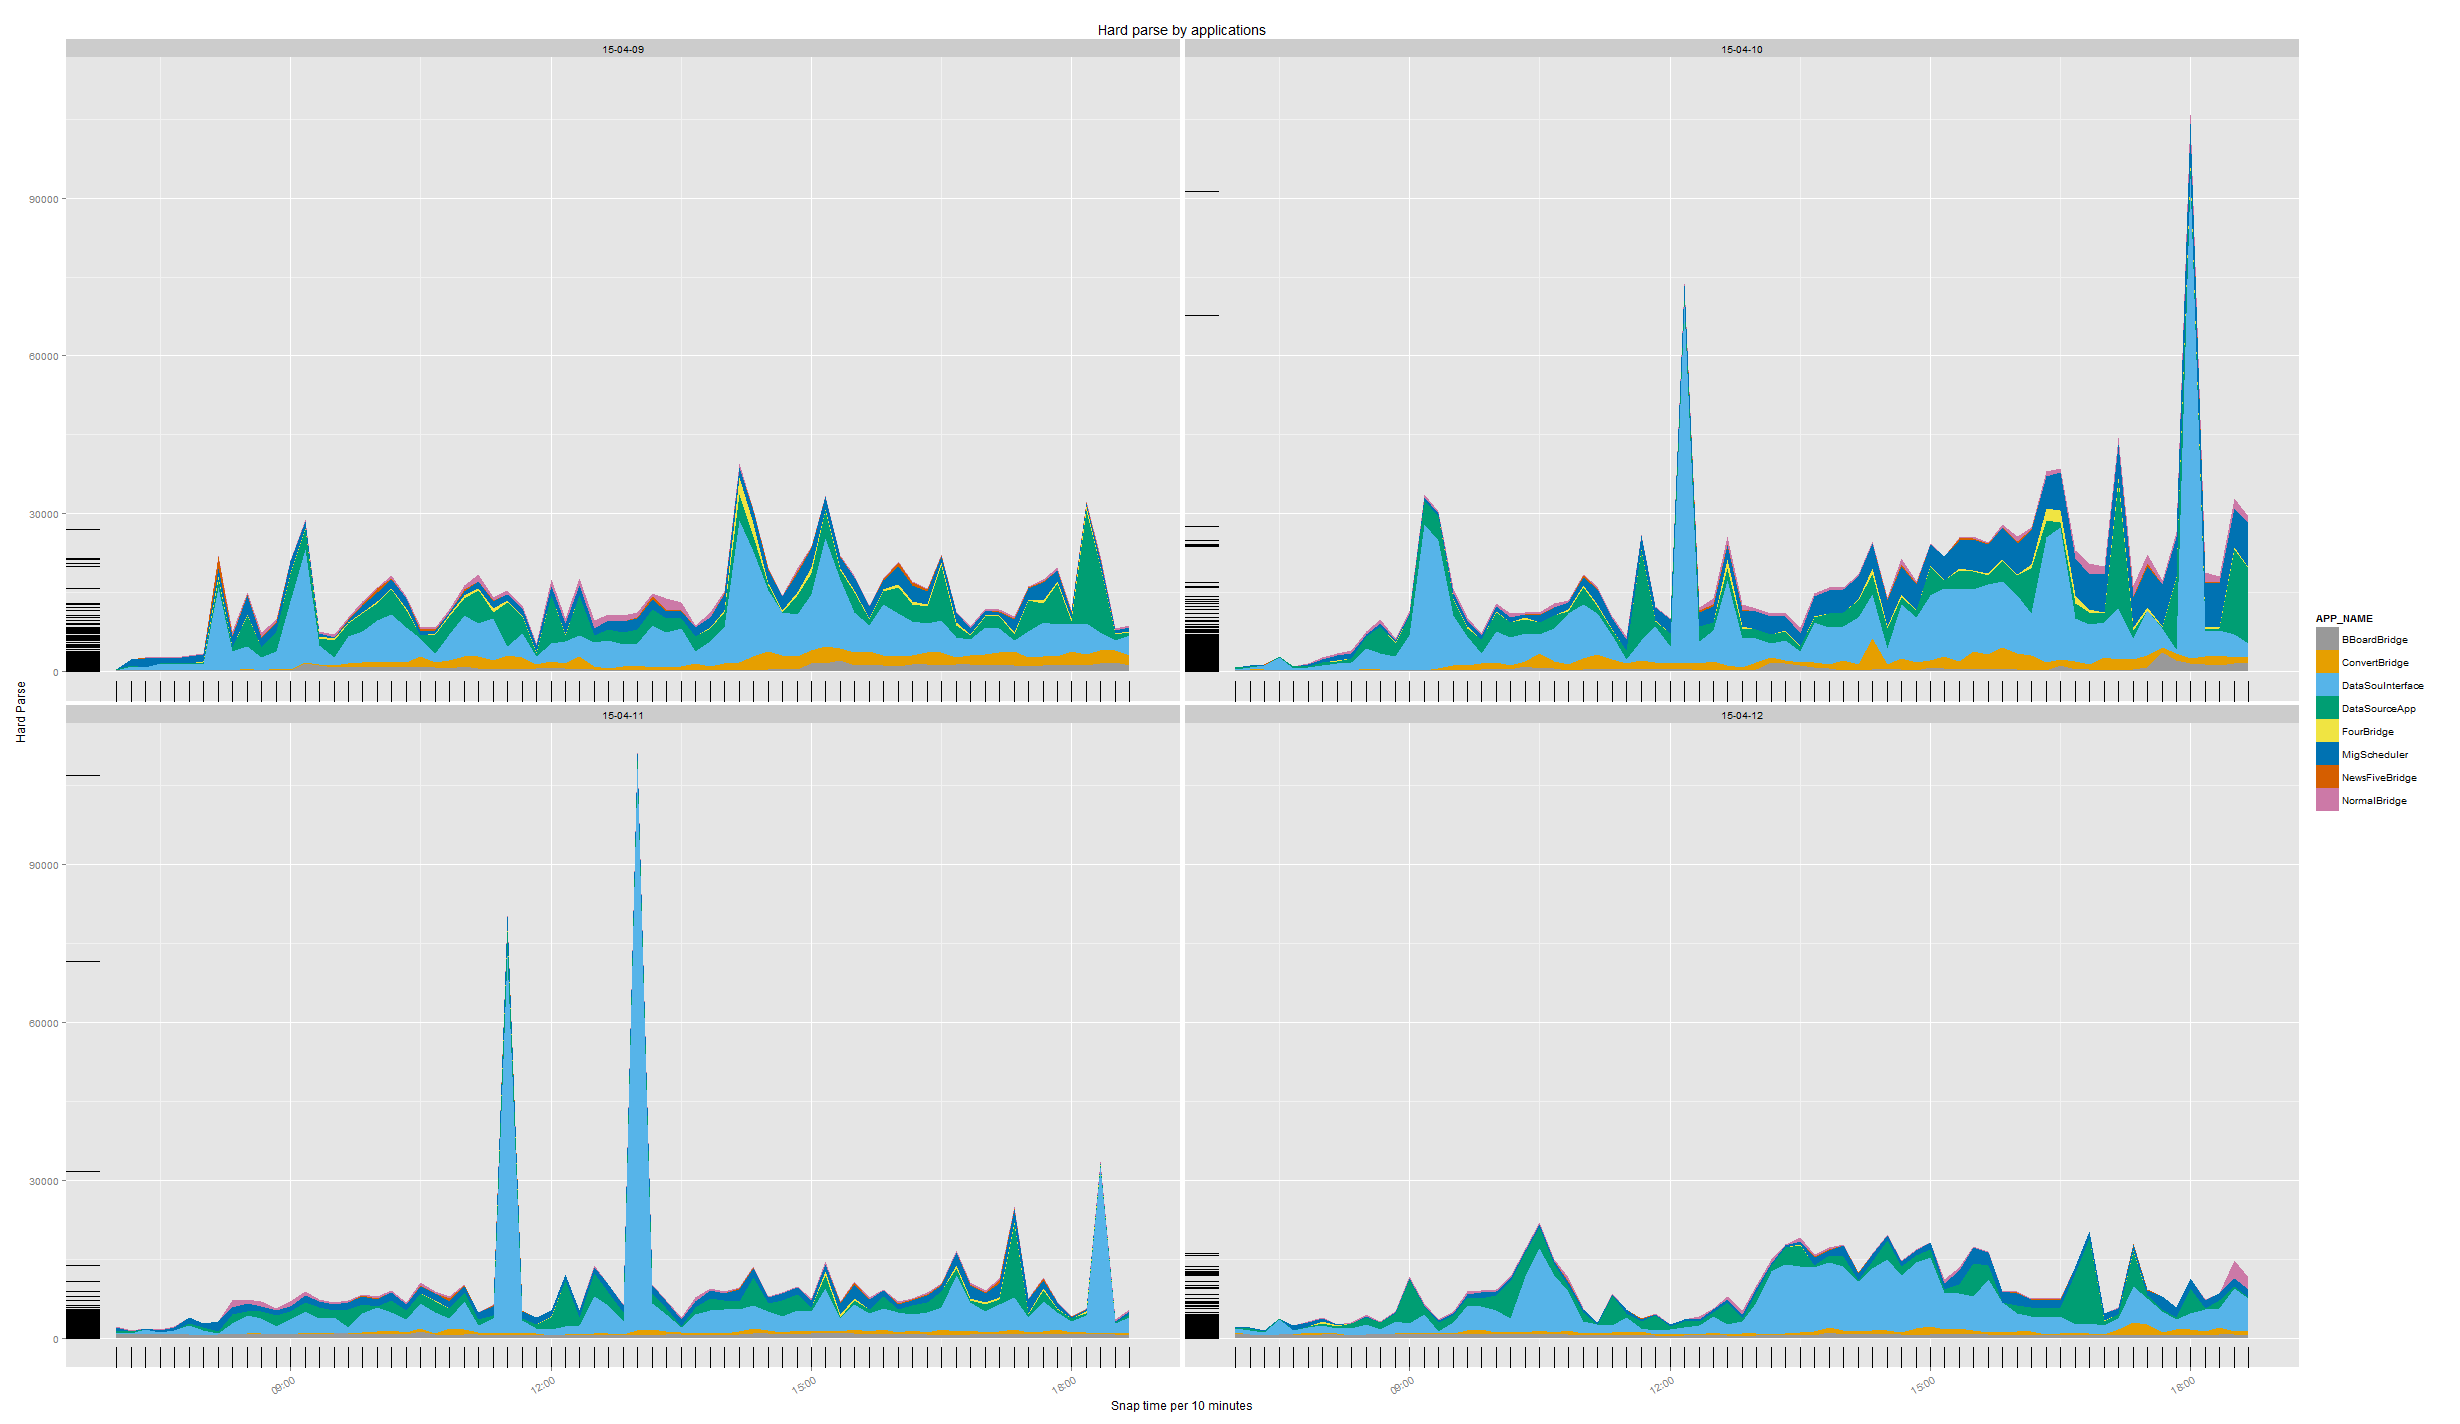 Hard parse by applications
15-04-09
15-04-10
90000
60000
30000
0
15-04-11
15-04-12
90000
60000
30000
0
09:00
12:00
15:00
18:00
09:00
12:00
15:00
18:00
Snap time per 10 minutes
Hard Parse
APP_NAME
BBoardBridge
ConvertBridge
DataSouInterface
DataSourceApp
FourBridge
MigScheduler
NewsFiveBridge
NormalBridge